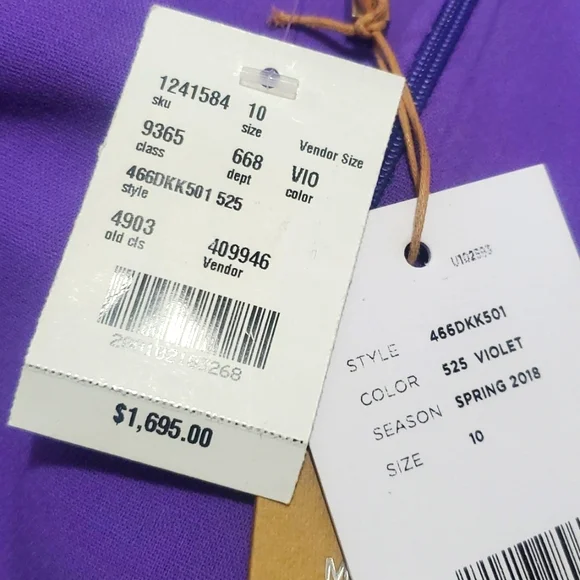 1241584 10
sku size Vendor Size
9365 668 VIO
class dept color
466DKK501 525
style
4903 409946
old cls Vendor
$1,695.00
STYLE 466DKK501
COLOR 525 VIOLET
SEASON SPRING 2018
SIZE 10